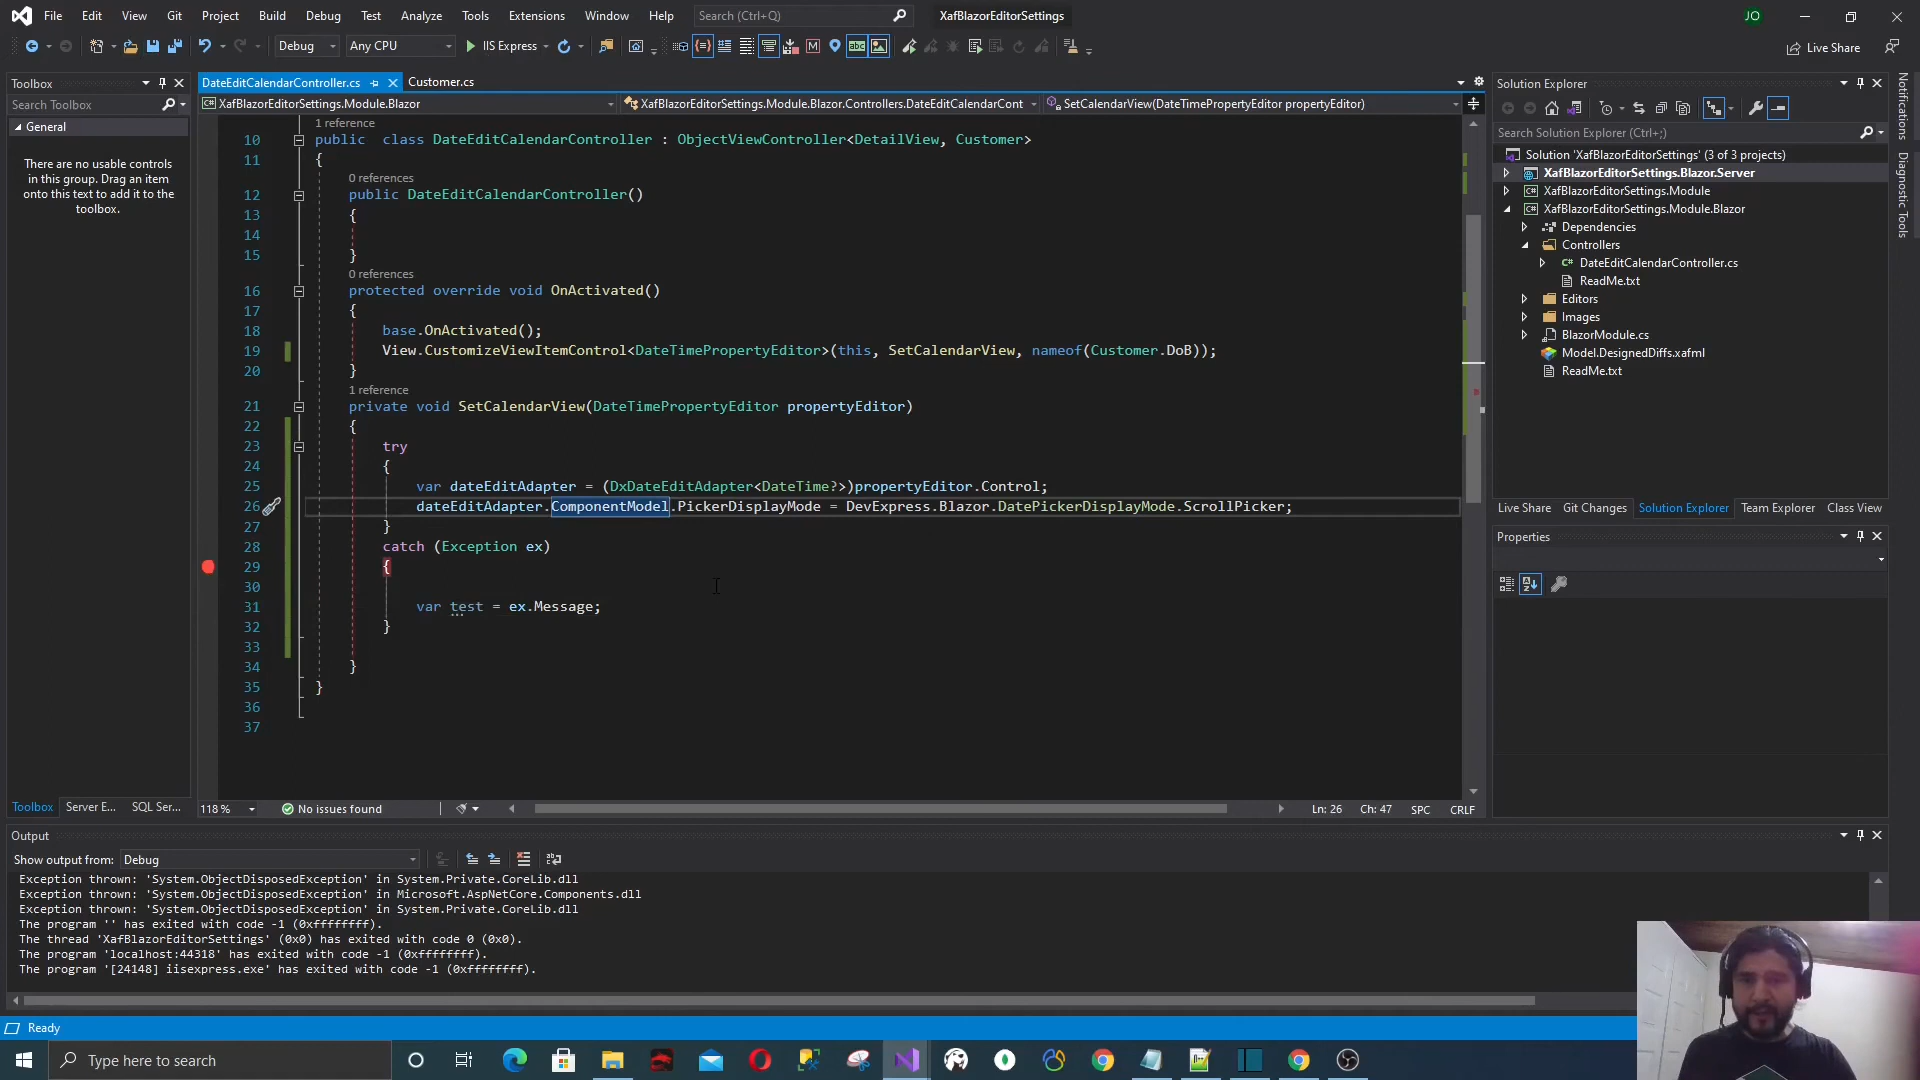 File Edit View Git Project Build Debug Test Analyze Tools Extensions Window Help Search (Ctrl+Q) XafBlazorEditorSettings JO
Debug Any CPU IIS Express Live Share
Toolbox
Search Toolbox
General
There are no usable controls
in this group. Drag an item
onto this text to add it to the
toolbox.
DateEditCalendarController.cs Customer.cs
XafBlazorEditorSettings.Module.Blazor XafBlazorEditorSettings.Module.Blazor.Controllers.DateEditCalendarCont SetCalendarView(DateTimePropertyEditor propertyEditor)
1 reference
10 public class DateEditCalendarController : ObjectViewController<DetailView, Customer>
11 {
0 references
12 public DateEditCalendarController()
13 {
14
15 }
0 references
16 protected override void OnActivated()
17 {
18 base.OnActivated();
19 View.CustomizeViewItemControl<DateTimePropertyEditor>(this, SetCalendarView, nameof(Customer.DoB));
20 }
1 reference
21 private void SetCalendarView(DateTimePropertyEditor propertyEditor)
22 {
23 try
24 {
25 var dateEditAdapter = (DxDateEditAdapter<DateTime?>)propertyEditor.Control;
26 dateEditAdapter.ComponentModel.PickerDisplayMode = DevExpress.Blazor.DatePickerDisplayMode.ScrollPicker;
27 }
28 catch (Exception ex)
29 {
30
31 var test = ex.Message;
32 }
33
34 }
35 }
36
37
118 % No issues found Ln: 26 Ch: 47 SPC CRLF
Toolbox Server E... SQL Ser...
Solution Explorer
Search Solution Explorer (Ctrl+;)
Solution 'XafBlazorEditorSettings' (3 of 3 projects)
XafBlazorEditorSettings.Blazor.Server
XafBlazorEditorSettings.Module
XafBlazorEditorSettings.Module.Blazor
Dependencies
Controllers
DateEditCalendarController.cs
ReadMe.txt
Editors
Images
BlazorModule.cs
Model.DesignedDiffs.xafml
ReadMe.txt
Live Share Git Changes Solution Explorer Team Explorer Class View
Properties
Notifications
Diagnostic Tools
Output
Show output from: Debug
Exception thrown: 'System.ObjectDisposedException' in System.Private.CoreLib.dll
Exception thrown: 'System.ObjectDisposedException' in Microsoft.AspNetCore.Components.dll
Exception thrown: 'System.ObjectDisposedException' in System.Private.CoreLib.dll
The program '' has exited with code -1 (0xffffffff).
The thread 'XafBlazorEditorSettings' (0x0) has exited with code 0 (0x0).
The program 'localhost:44318' has exited with code -1 (0xffffffff).
The program '[24148] iisexpress.exe' has exited with code -1 (0xffffffff).
Ready
Type here to search